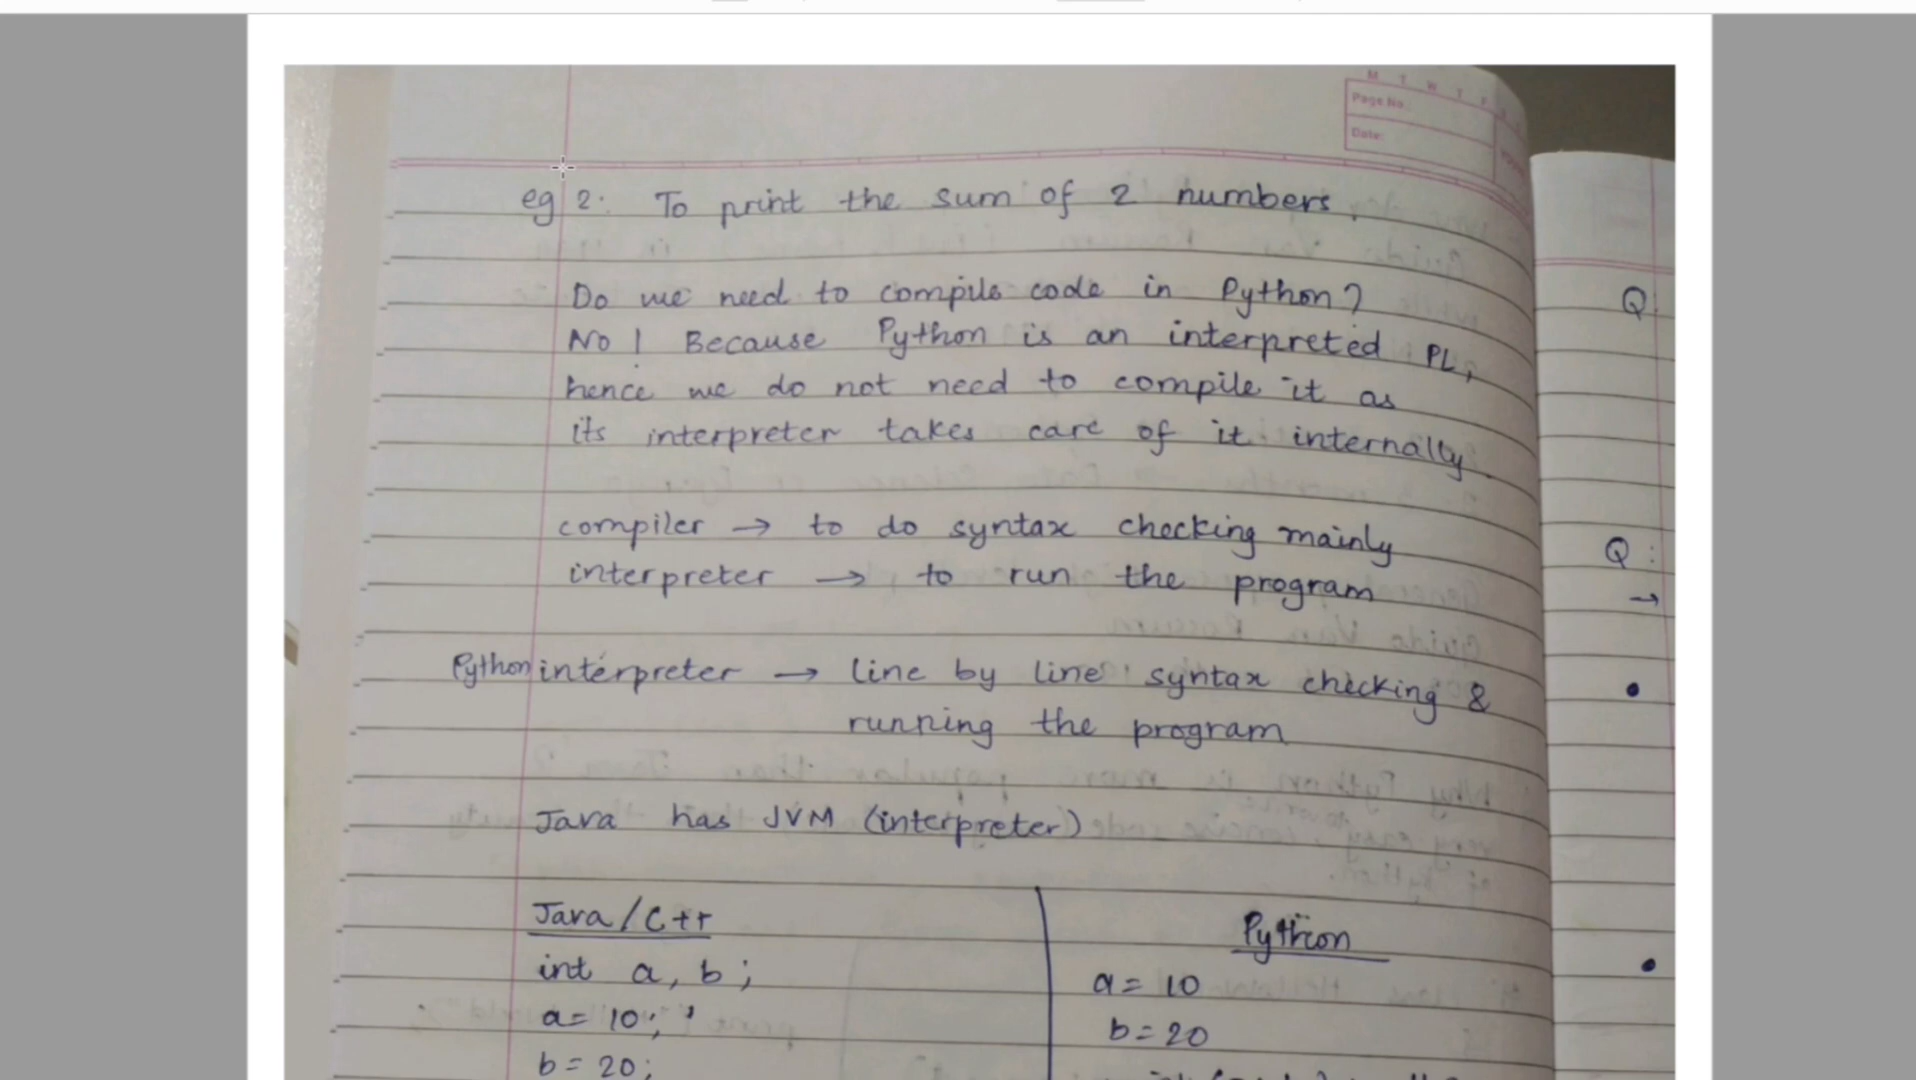 M T W T F
Page No.
Date:
eg 2: To print the sum of 2 numbers.
Do we need to compile code in Python?
No! Because Python is an interpreted PL,
hence we do not need to compile it as
its interpreter takes care of it internally.
compiler → to do syntax checking mainly
interpreter → to run the program
Python interpreter → line by line syntax checking &
running the program
Java has JVM (interpreter)
Java/C++
int a, b;
a = 10;
b = 20;
Python
a = 10
b = 20
Q:
Q:
→